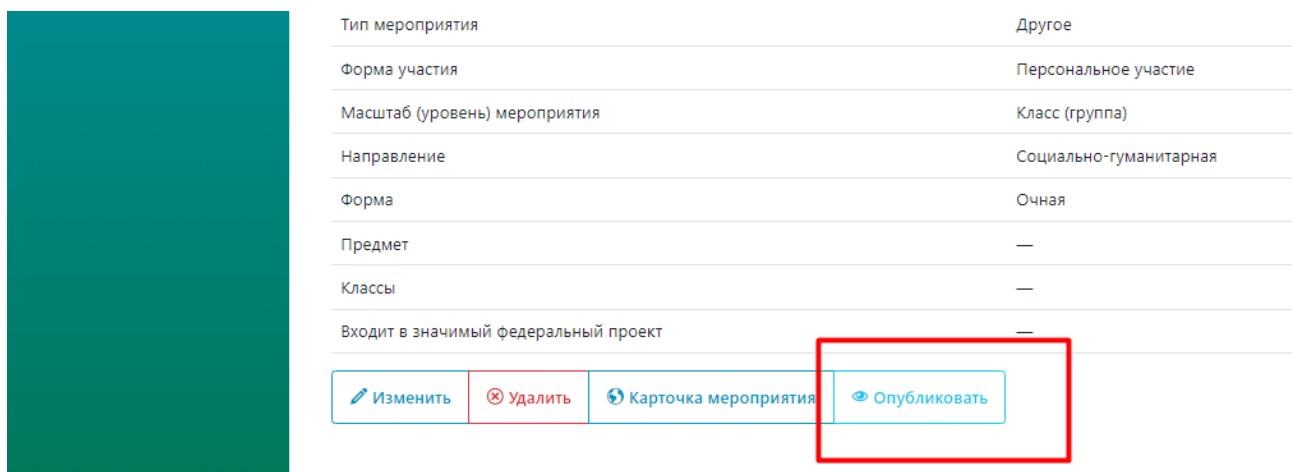 Тип мероприятия Другое
Форма участия Персональное участие
Масштаб (уровень) мероприятия Класс (группа)
Направление Социально-гуманитарная
Форма Очная
Предмет —
Классы —
Входит в значимый федеральный проект —
Изменить Удалить Карточка мероприятия Опубликовать